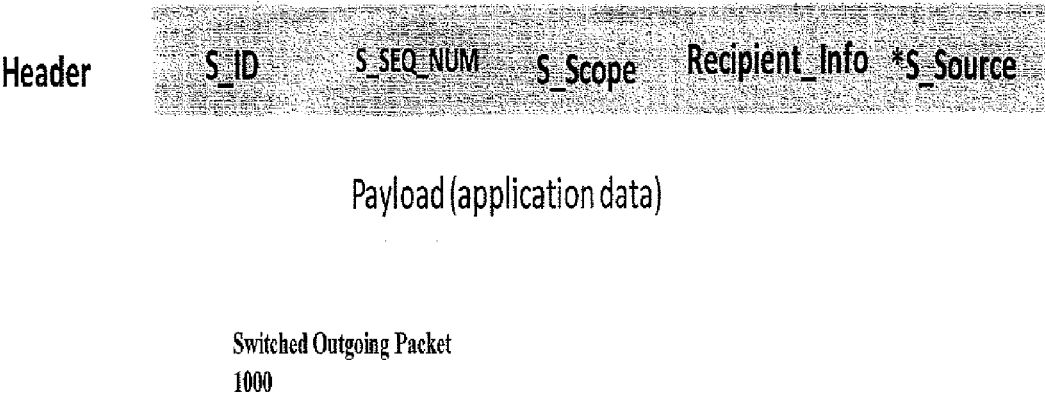 Header S_ID S_SEQ_NUM S_Scope Recipient_Info *S_Source
Payload (application data)
Switched Outgoing Packet
1000